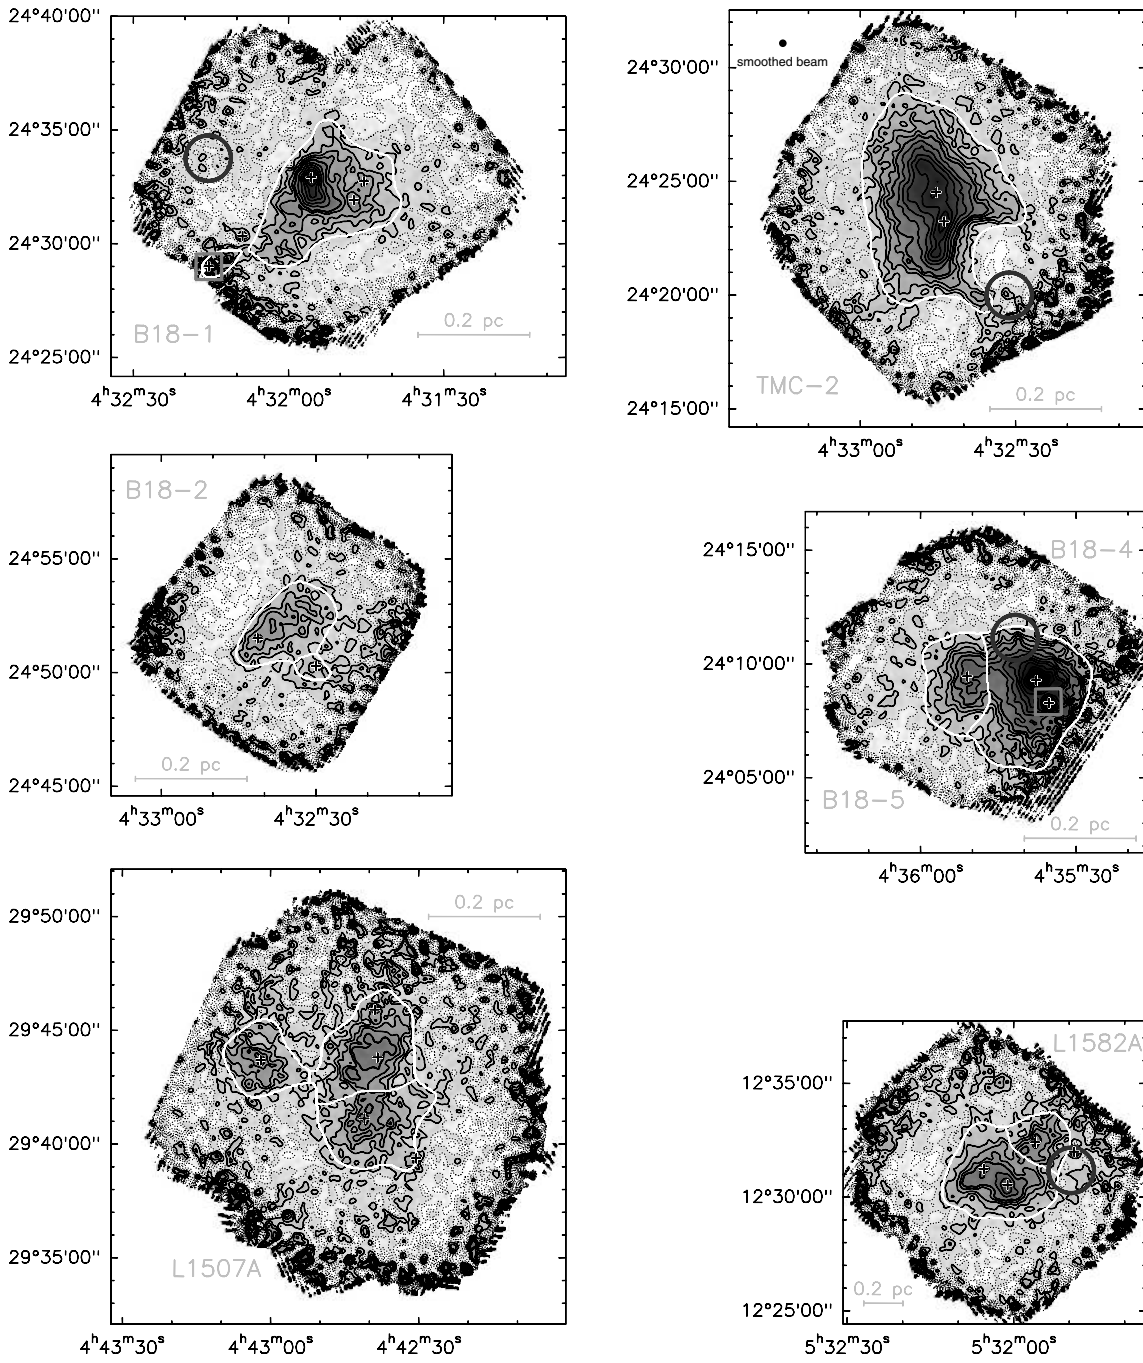 24°40'00''
24°35'00''
24°30'00''
24°25'00''
B18-1
0.2 pc
4h32m30s 4h32m00s 4h31m30s
smoothed beam
24°30'00''
24°25'00''
24°20'00''
24°15'00''
TMC-2
0.2 pc
4h33m00s 4h32m30s
B18-2
24°55'00''
24°50'00''
24°45'00''
0.2 pc
4h33m00s 4h32m30s
B18-4
24°15'00''
24°10'00''
24°05'00''
B18-5
0.2 pc
4h36m00s 4h35m30s
0.2 pc
29°50'00''
29°45'00''
29°40'00''
29°35'00''
L1507A
4h43m30s 4h43m00s 4h42m30s
L1582A
12°35'00''
12°30'00''
12°25'00''
0.2 pc
5h32m30s 5h32m00s